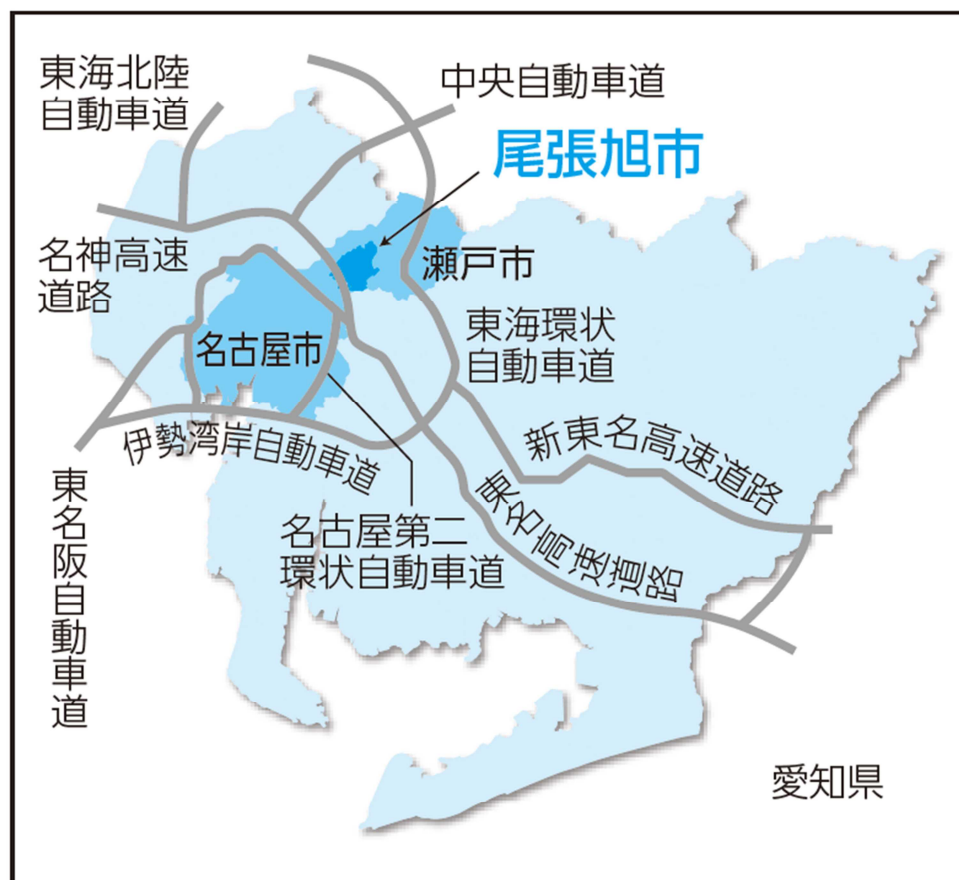 東海北陸
自動車道
中央自動車道
尾張旭市
名神高速
道路
瀬戸市
東海環状
自動車道
名古屋市
伊勢湾岸自動車道
新東名高速道路
東名高速道路
名古屋第二
環状自動車道
東名阪自動車道
愛知県